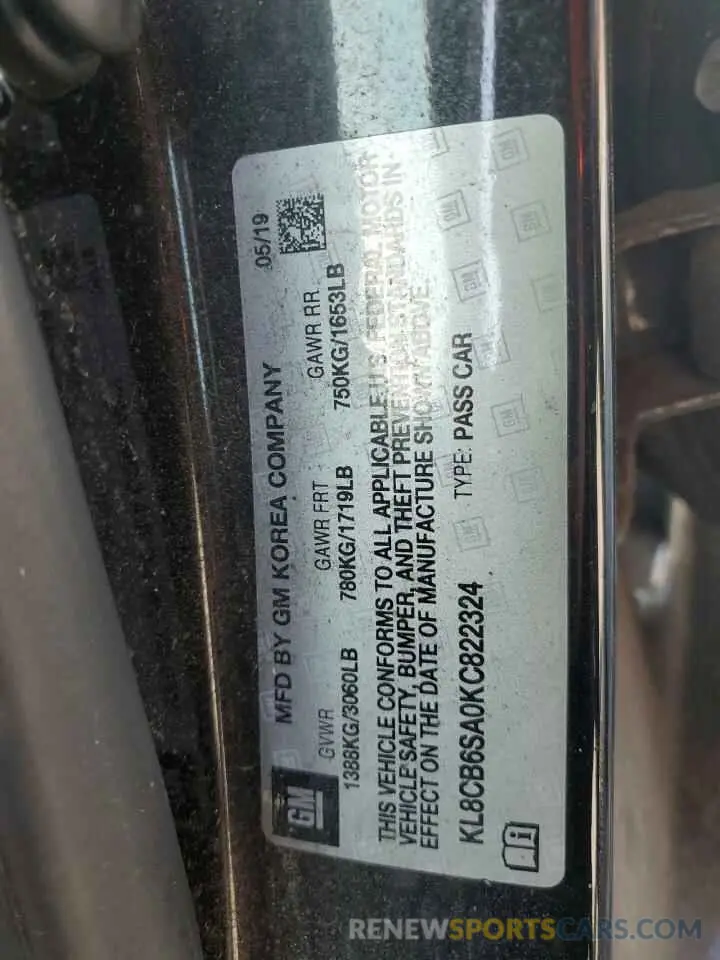 MFD BY GM KOREA COMPANY 05/19
GVWR GAWR FRT GAWR RR
1388KG/3060LB 780KG/1719LB 750KG/1653LB
THIS VEHICLE CONFORMS TO ALL APPLICABLE U.S. FEDERAL MOTOR
VEHICLE SAFETY, BUMPER, AND THEFT PREVENTION STANDARDS IN
EFFECT ON THE DATE OF MANUFACTURE SHOWN ABOVE.
KL8CB6SA0KC822324 TYPE: PASS CAR
GM
RENEWSPORTSCARS.COM